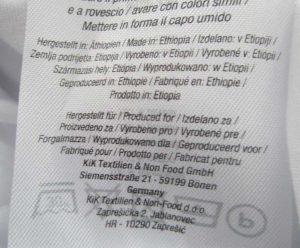 e a rovescio / avare con colori simili /
Mettere in forma il capo umido
Hergestellt in: Äthiopien / Made in: Ethiopia / Izdelano: v Etiopiji /
Zemlja podrijetla: Etiopija / Vyrobeno: v Etiopii / Vyrobené v: Etiópii /
Származási hely: Etiópia / Wyprodukowano: w Etiopii /
Geproduceerd in: Ethiopië / Fabriqué en: Ethiopie /
Prodotto in: Etiopia
Hergestellt für: / Produced for / Izdelano za /
Proizvedeno za / Vyrobeno pro / Vyrobené pre /
Forgalmazza / Wyprodukowano dla / Geproduceerd voor /
Fabriqué pour / Prodotto per / Fabricat pentru
KiK Textilien & Non Food GmbH
Siemensstraße 21 - 59199 Bönen
Germany
KiK Textilien & Non-Food d.o.o.
Zaprešićka 2, Jablanovec
HR - 10290 Zaprešić